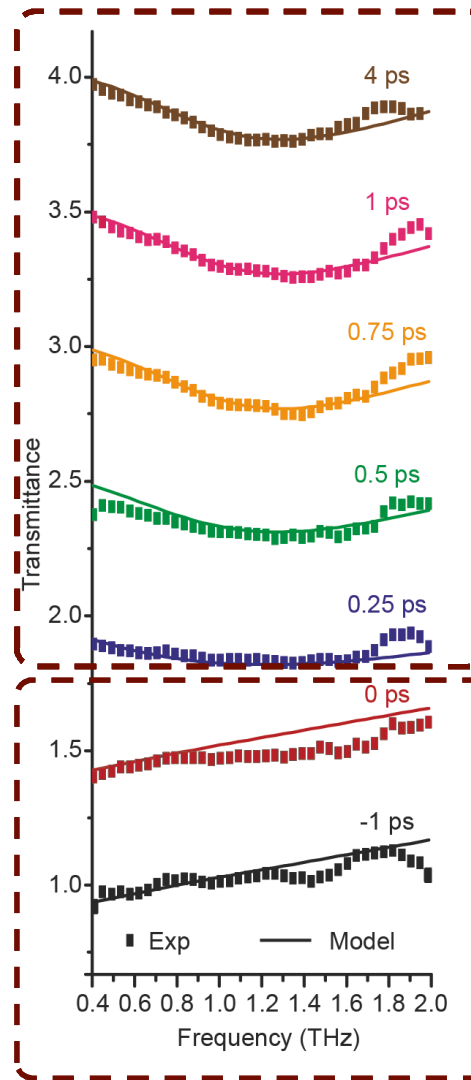 4.0
4 ps
3.5
1 ps
3.0
0.75 ps
2.5
0.5 ps
Transmittance
2.0
0.25 ps
0 ps
1.5
-1 ps
1.0
Exp
Model
0.4 0.6 0.8 1.0 1.2 1.4 1.6 1.8 2.0
Frequency (THz)